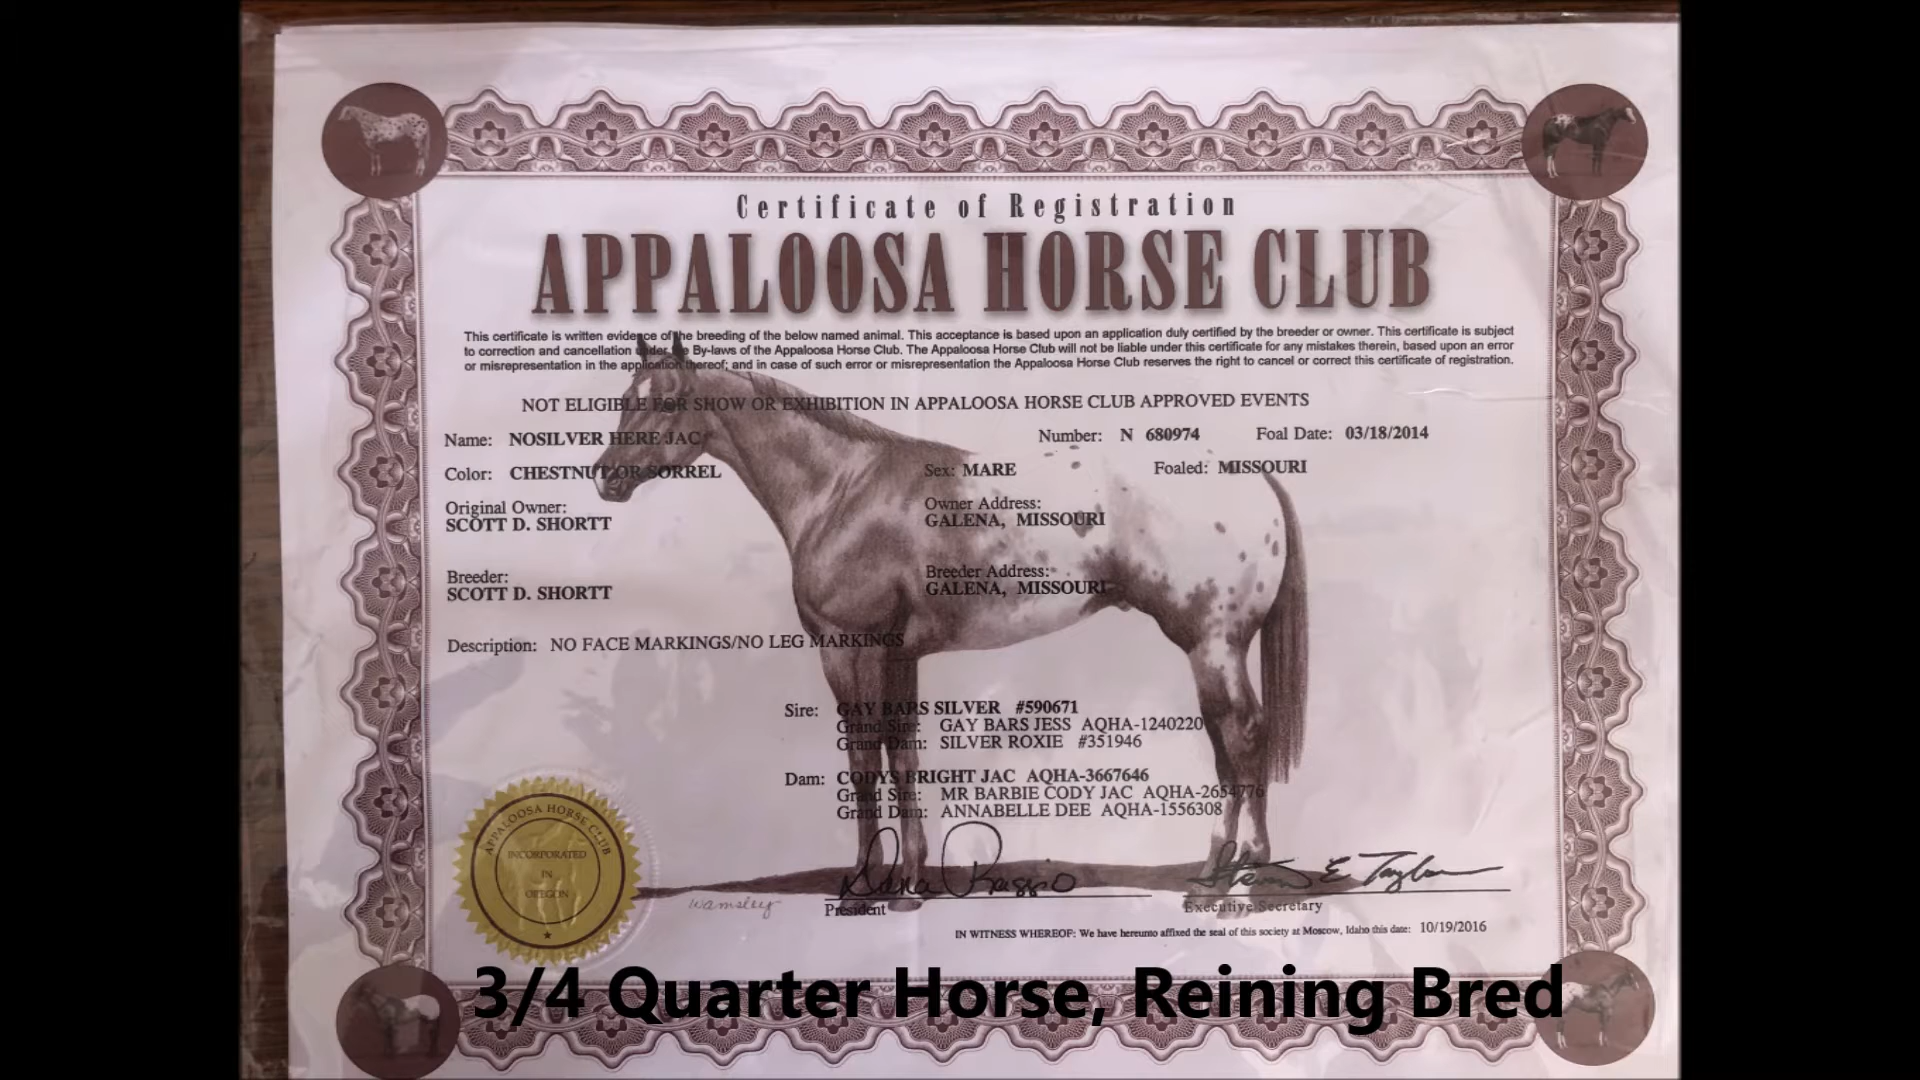 Certificate of Registration
APPALOOSA HORSE CLUB
This certificate is written evidence of the breeding of the below named animal. This acceptance is based upon an application duly certified by the breeder or owner. This certificate is subject
to correction and cancellation under the By-laws of the Appaloosa Horse Club. The Appaloosa Horse Club will not be liable under this certificate for any mistakes therein, based upon an error
or misrepresentation in the application thereof; and in case of such error or misrepresentation the Appaloosa Horse Club reserves the right to cancel or correct this certificate of registration.
NOT ELIGIBLE FOR SHOW OR EXHIBITION IN APPALOOSA HORSE CLUB APPROVED EVENTS
Name: NOSILVER HERE JAC Number: N 680974 Foal Date: 03/18/2014
Color: CHESTNUT OR SORREL Sex: MARE Foaled: MISSOURI
Original Owner: Owner Address:
SCOTT D. SHORTT GALENA, MISSOURI
Breeder: Breeder Address:
SCOTT D. SHORTT GALENA, MISSOURI
Description: NO FACE MARKINGS/NO LEG MARKINGS
Sire: GAY BARS SILVER #590671
Grand Sire: GAY BARS JESS AQHA-1240220
Grand Dam: SILVER ROXIE #351946
Dam: CODYS BRIGHT JAC AQHA-3667646
Grand Sire: MR BARBIE CODY JAC AQHA-2654776
Grand Dam: ANNABELLE DEE AQHA-1556308
APPALOOSA HORSE CLUB
INCORPORATED
IN
OREGON
Wamsley
Steven E Taylor
President Executive Secretary
IN WITNESS WHEREOF: We have hereunto affixed the seal of this society at Moscow, Idaho this date: 10/19/2016
3/4 Quarter Horse, Reining Bred